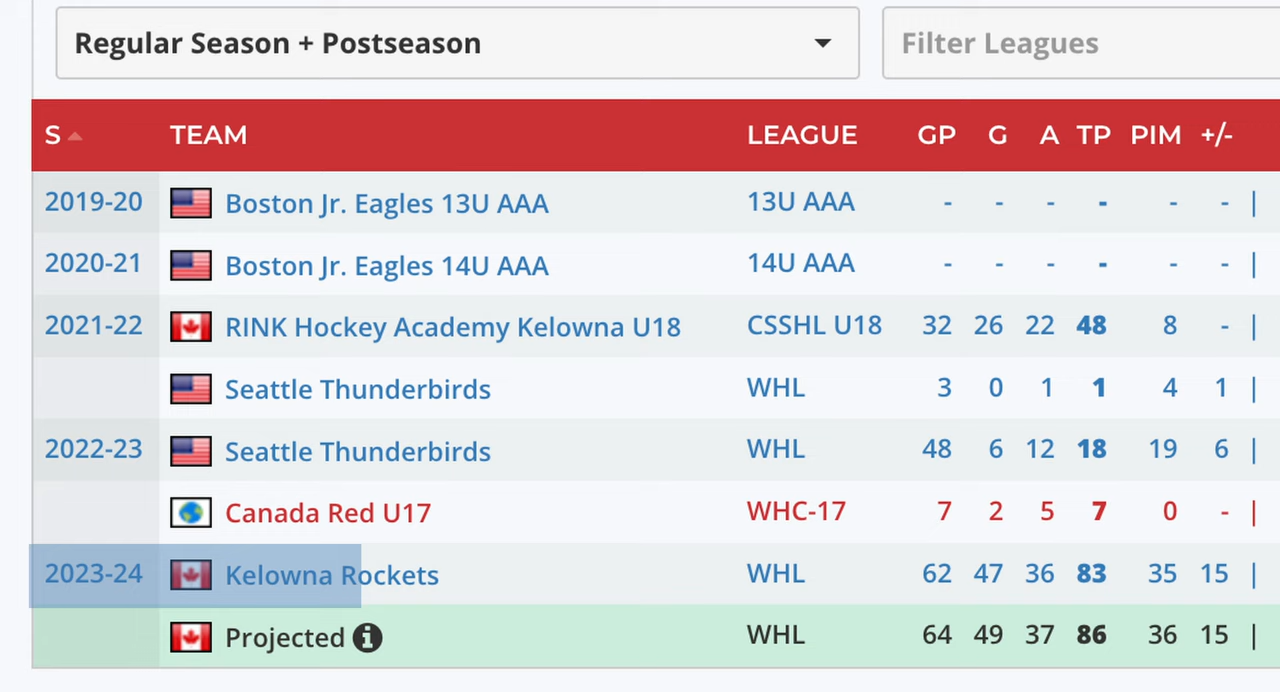 Regular Season + Postseason Filter Leagues
S TEAM LEAGUE GP G A TP PIM +/-
2019-20 Boston Jr. Eagles 13U AAA 13U AAA - - - - - - |
2020-21 Boston Jr. Eagles 14U AAA 14U AAA - - - - - - |
2021-22 RINK Hockey Academy Kelowna U18 CSSHL U18 32 26 22 48 8 - |
Seattle Thunderbirds WHL 3 0 1 1 4 1 |
2022-23 Seattle Thunderbirds WHL 48 6 12 18 19 6 |
Canada Red U17 WHC-17 7 2 5 7 0 - |
2023-24 Kelowna Rockets WHL 62 47 36 83 35 15 |
Projected i WHL 64 49 37 86 36 15 |